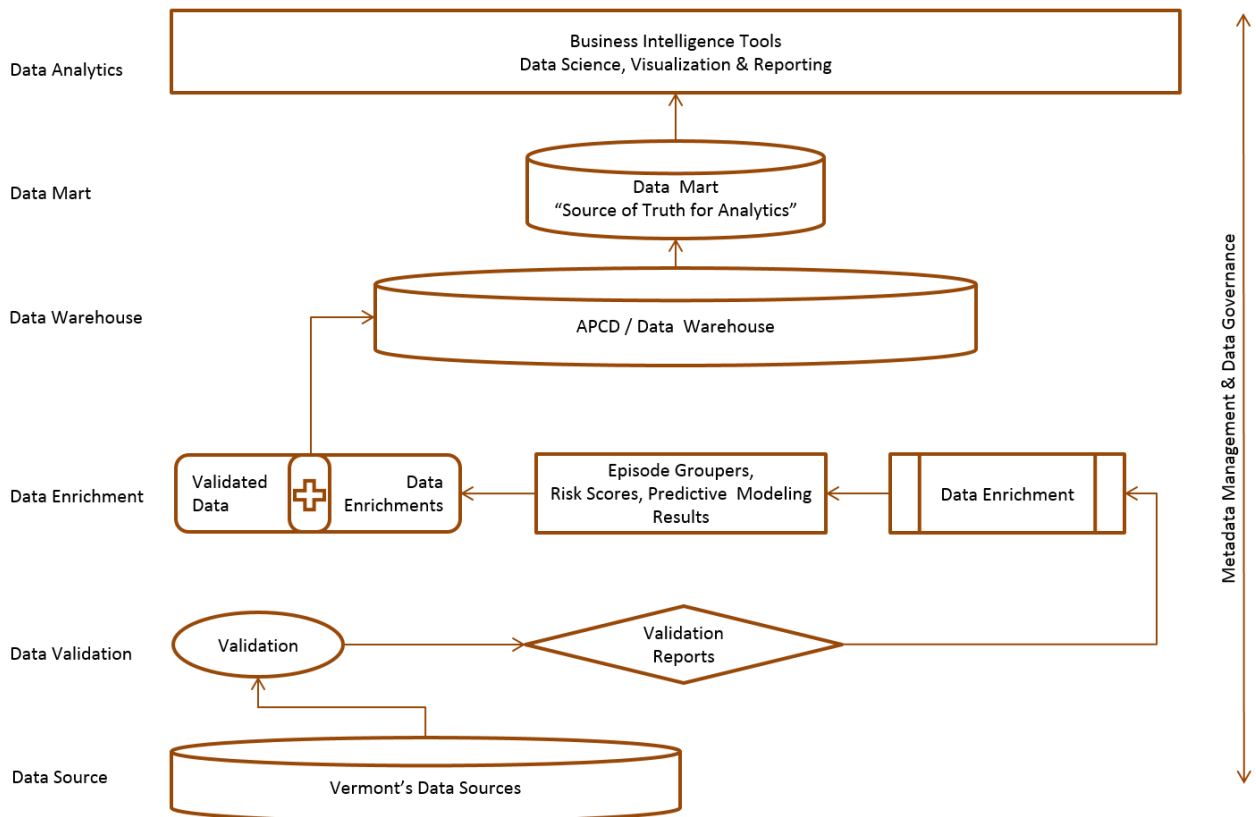 Business Intelligence Tools
Data Science, Visualization & Reporting
Data Analytics
Data Mart
Data Mart
“Source of Truth for Analytics”
Data Warehouse
APCD / Data Warehouse
Metadata Management & Data Governance
Data Enrichment
Validated
Data
Data
Enrichments
Episode Groupers,
Risk Scores, Predictive Modeling
Results
Data Enrichment
Data Validation
Validation
Validation
Reports
Data Source
Vermont’s Data Sources